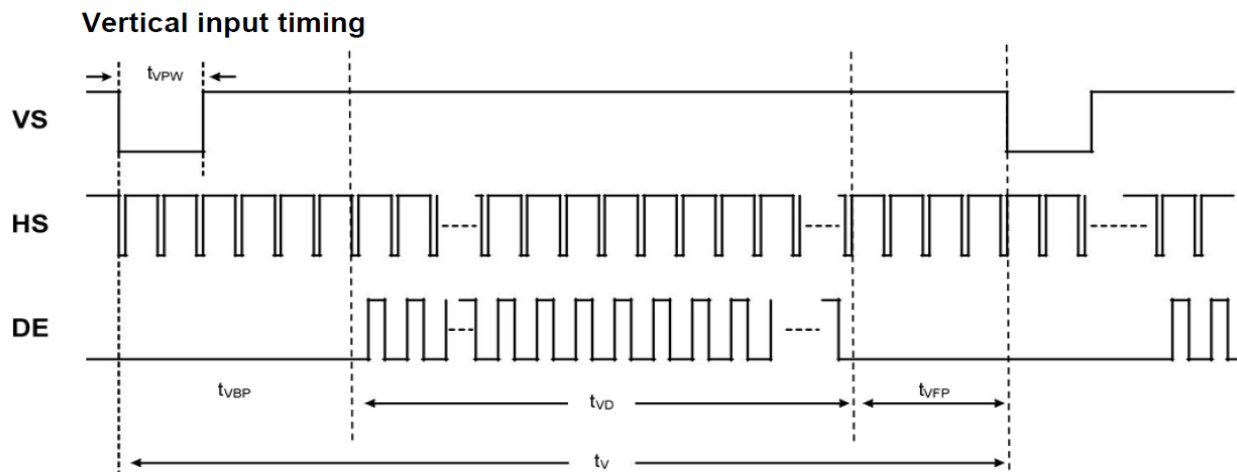 Vertical input timing
tVPW
VS
HS
DE
tVBP
tVD
tVFP
tV